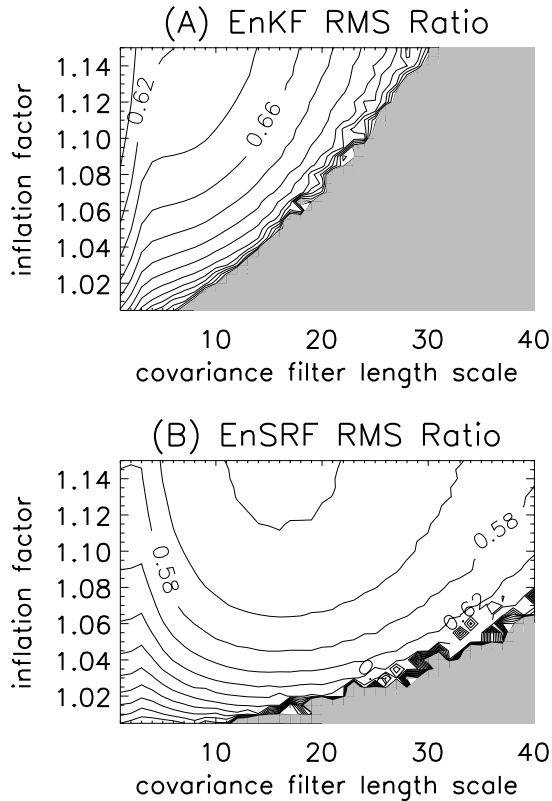 (A) EnKF RMS Ratio
inflation factor
1.14
1.12
1.10
1.08
1.06
1.04
1.02
0.62
0.66
10 20 30 40
covariance filter length scale
(B) EnSRF RMS Ratio
inflation factor
1.14
1.12
1.10
1.08
1.06
1.04
1.02
0.58
0.58
0.62
10 20 30 40
covariance filter length scale